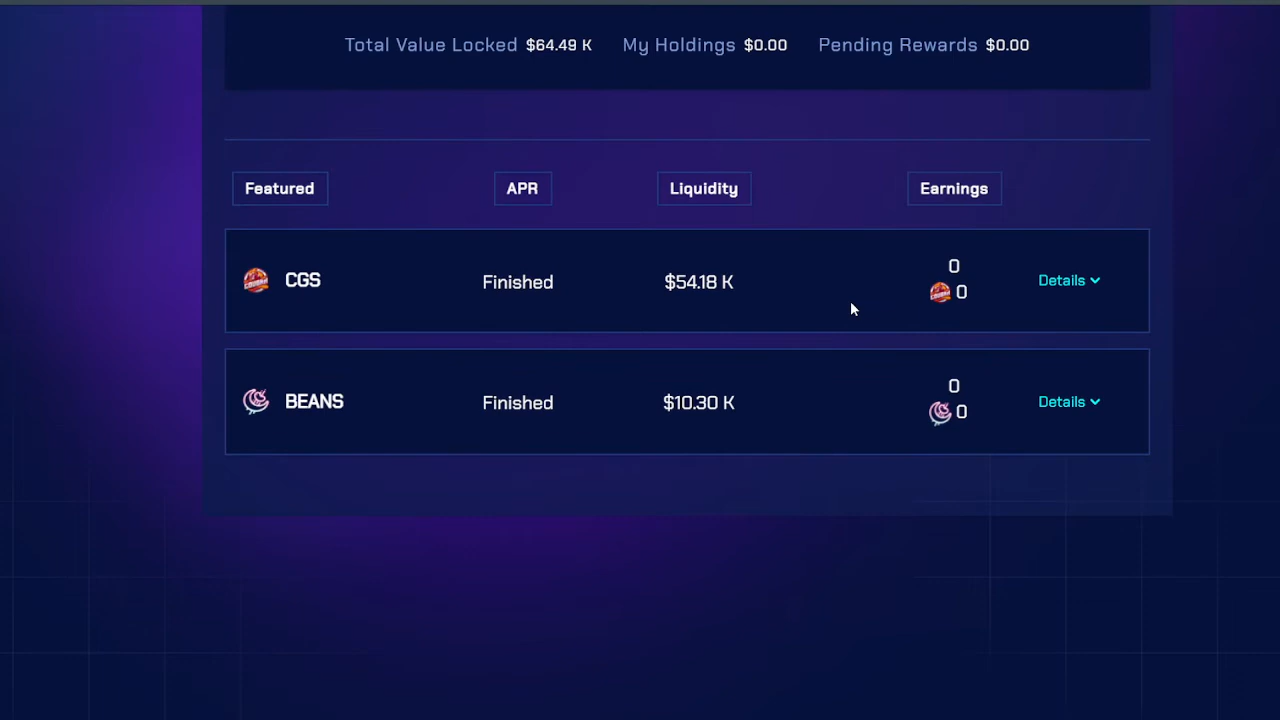 Total Value Locked $64.49 K My Holdings $0.00 Pending Rewards $0.00
Featured APR Liquidity Earnings
CGS Finished $54.18 K 0 0 Details
BEANS Finished $10.30 K 0 0 Details